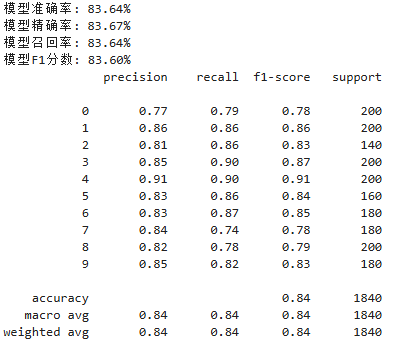 模型准确率: 83.64%
模型精确率: 83.67%
模型召回率: 83.64%
模型F1分数: 83.60%
precision recall f1-score support
0 0.77 0.79 0.78 200
1 0.86 0.86 0.86 200
2 0.81 0.86 0.83 140
3 0.85 0.90 0.87 200
4 0.91 0.90 0.91 200
5 0.83 0.86 0.84 160
6 0.83 0.87 0.85 180
7 0.84 0.74 0.78 180
8 0.82 0.78 0.79 200
9 0.85 0.82 0.83 180
accuracy 0.84 1840
macro avg 0.84 0.84 0.84 1840
weighted avg 0.84 0.84 0.84 1840